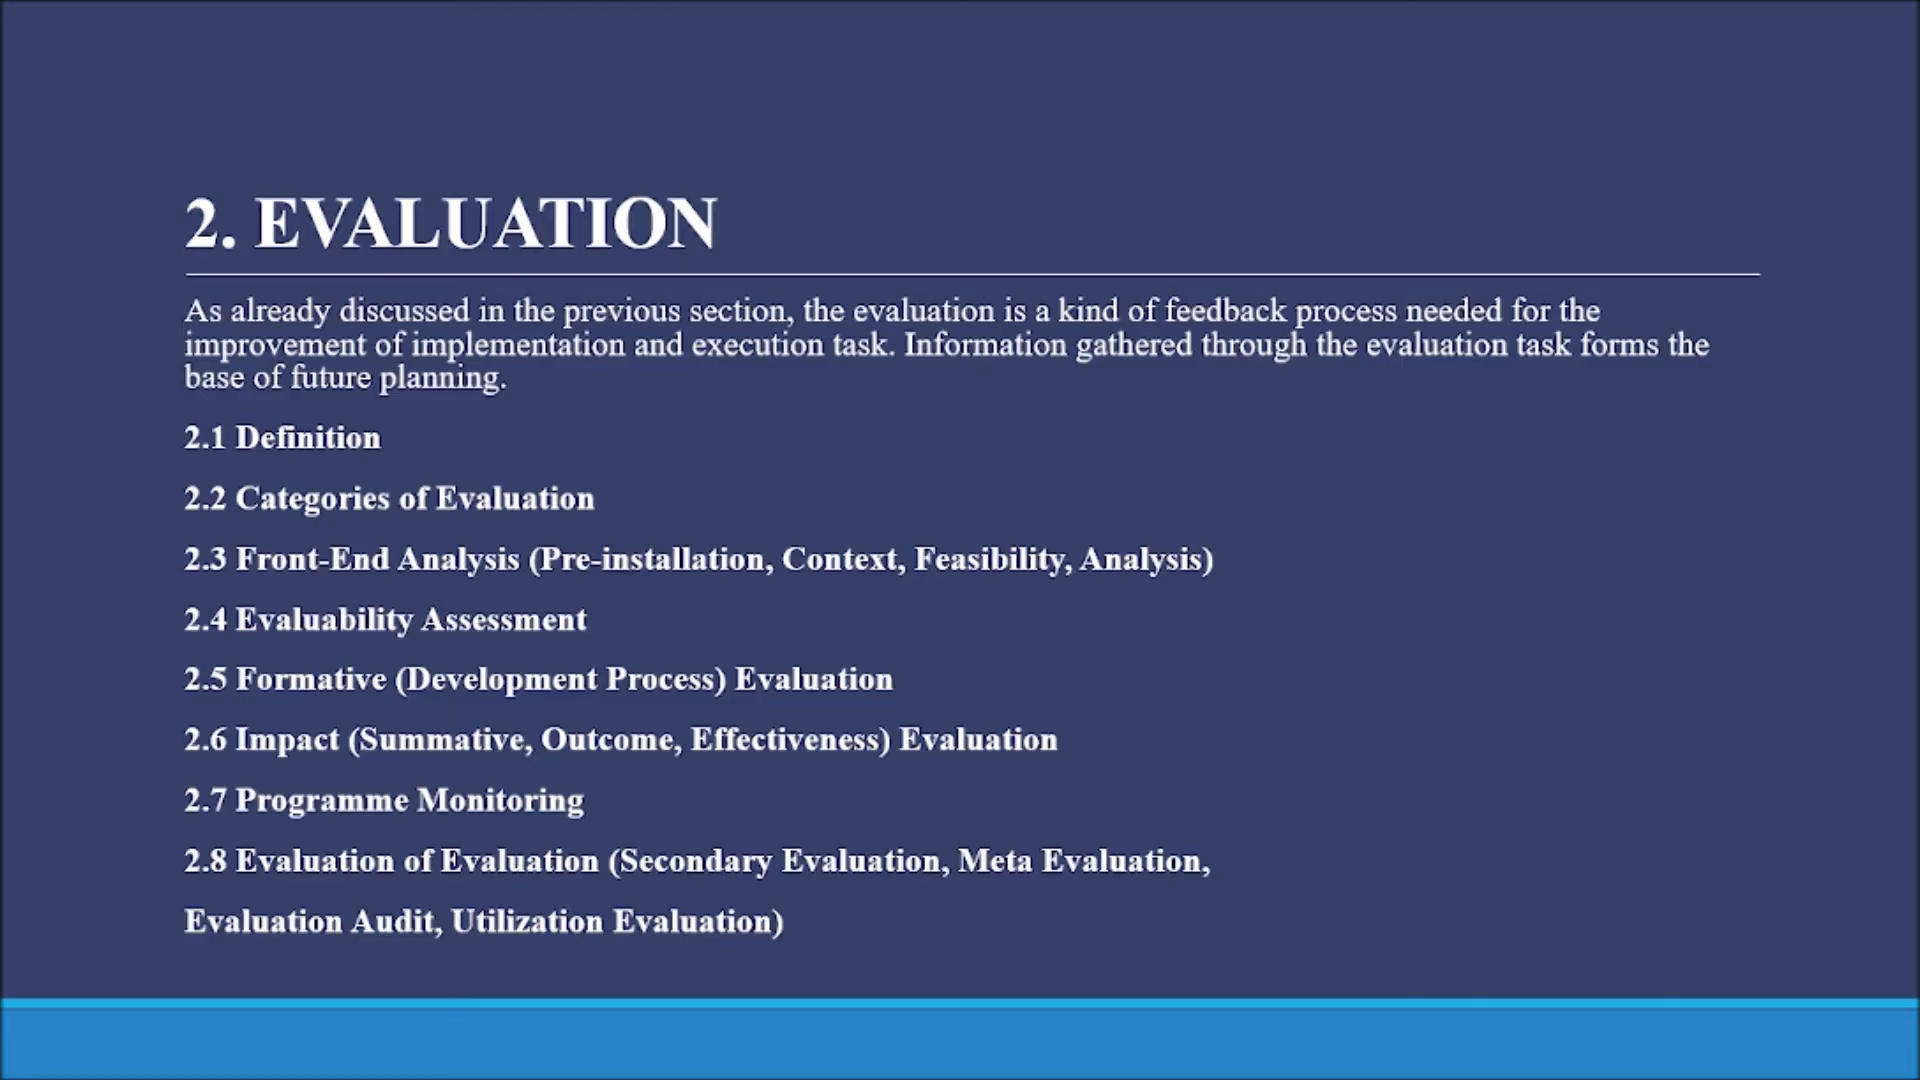 2. EVALUATION
As already discussed in the previous section, the evaluation is a kind of feedback process needed for the
improvement of implementation and execution task. Information gathered through the evaluation task forms the
base of future planning.
2.1 Definition
2.2 Categories of Evaluation
2.3 Front-End Analysis (Pre-installation, Context, Feasibility, Analysis)
2.4 Evaluability Assessment
2.5 Formative (Development Process) Evaluation
2.6 Impact (Summative, Outcome, Effectiveness) Evaluation
2.7 Programme Monitoring
2.8 Evaluation of Evaluation (Secondary Evaluation, Meta Evaluation,
Evaluation Audit, Utilization Evaluation)